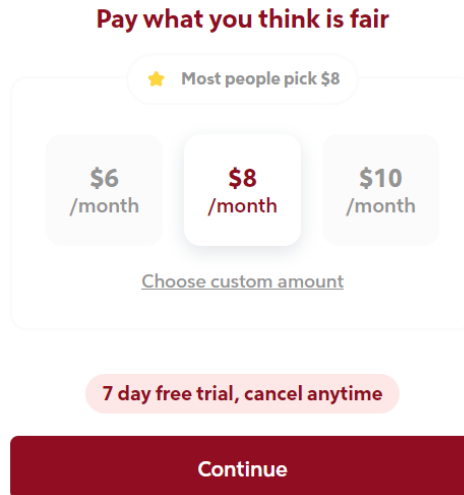 Pay what you think is fair
Most people pick $8
$6 $8 $10
/month /month /month
Choose custom amount
7 day free trial, cancel anytime
Continue